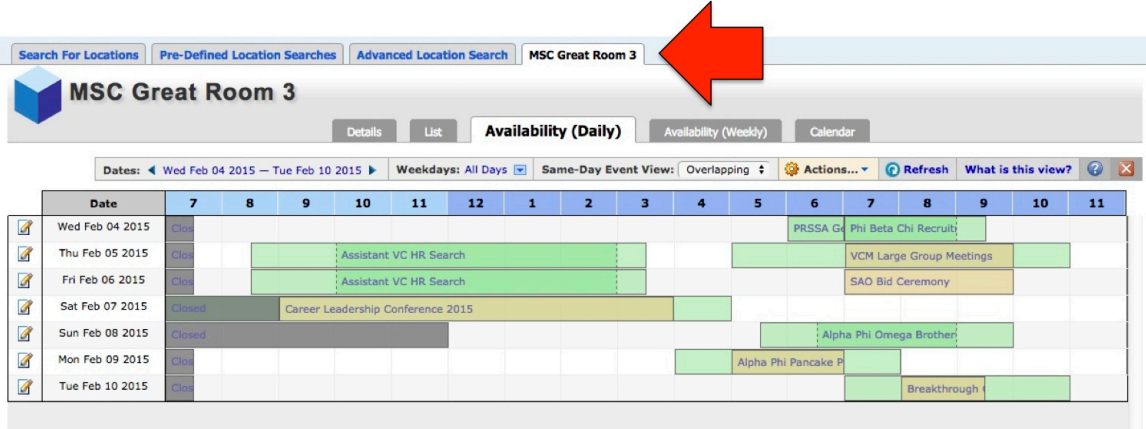 Search For Locations Pre-Defined Location Searches Advanced Location Search MSC Great Room 3
MSC Great Room 3
Details List Availability (Daily) Availability (Weekly) Calendar
Dates: Wed Feb 04 2015 — Tue Feb 10 2015 Weekdays: All Days Same-Day Event View: Overlapping Actions... Refresh What is this view? ?
Date 7 8 9 10 11 12 1 2 3 4 5 6 7 8 9 10 11
Wed Feb 04 2015 Clos PRSSA Ge Phi Beta Chi Recruit
Thu Feb 05 2015 Clos Assistant VC HR Search VCM Large Group Meetings
Fri Feb 06 2015 Clos Assistant VC HR Search SAO Bid Ceremony
Sat Feb 07 2015 Closed Career Leadership Conference 2015
Sun Feb 08 2015 Closed Alpha Phi Omega Brother
Mon Feb 09 2015 Clos Alpha Phi Pancake P
Tue Feb 10 2015 Clos Breakthrough